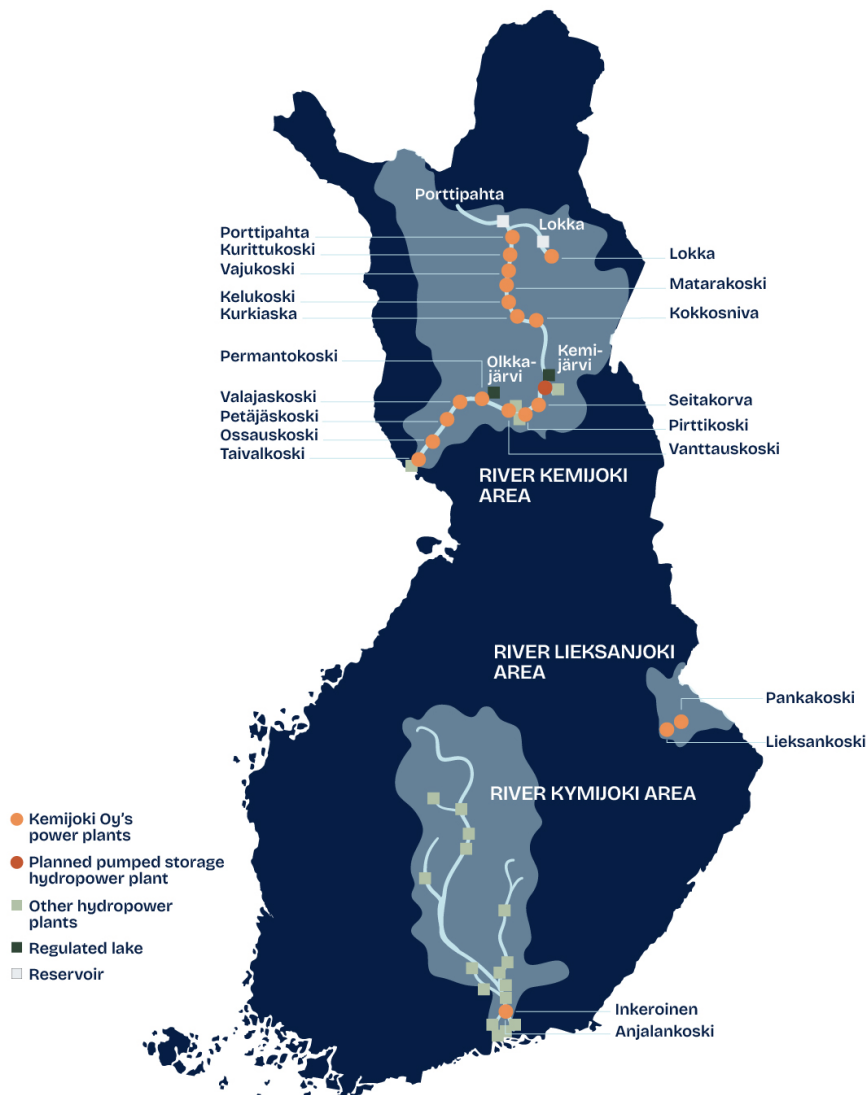 Porttipahta
Lokka
Porttipahta
Kurittukoski
Vajukoski
Kelukoski
Kurkiaska
Lokka
Matarakoski
Kokkosniva
Permantokoski
Olkka-
järvi
Kemi-
järvi
Valajaskoski
Petäjäskoski
Ossauskoski
Taivalkoski
Seitakorva
Pirttikoski
Vanttauskoski
RIVER KEMIJOKI
AREA
RIVER LIEKSANJOKI
AREA
Pankakoski
Lieksankoski
RIVER KYMIJOKI AREA
Kemijoki Oy's
power plants
Planned pumped storage
hydropower plant
Other hydropower
plants
Regulated lake
Reservoir
Inkeroinen
Anjalankoski